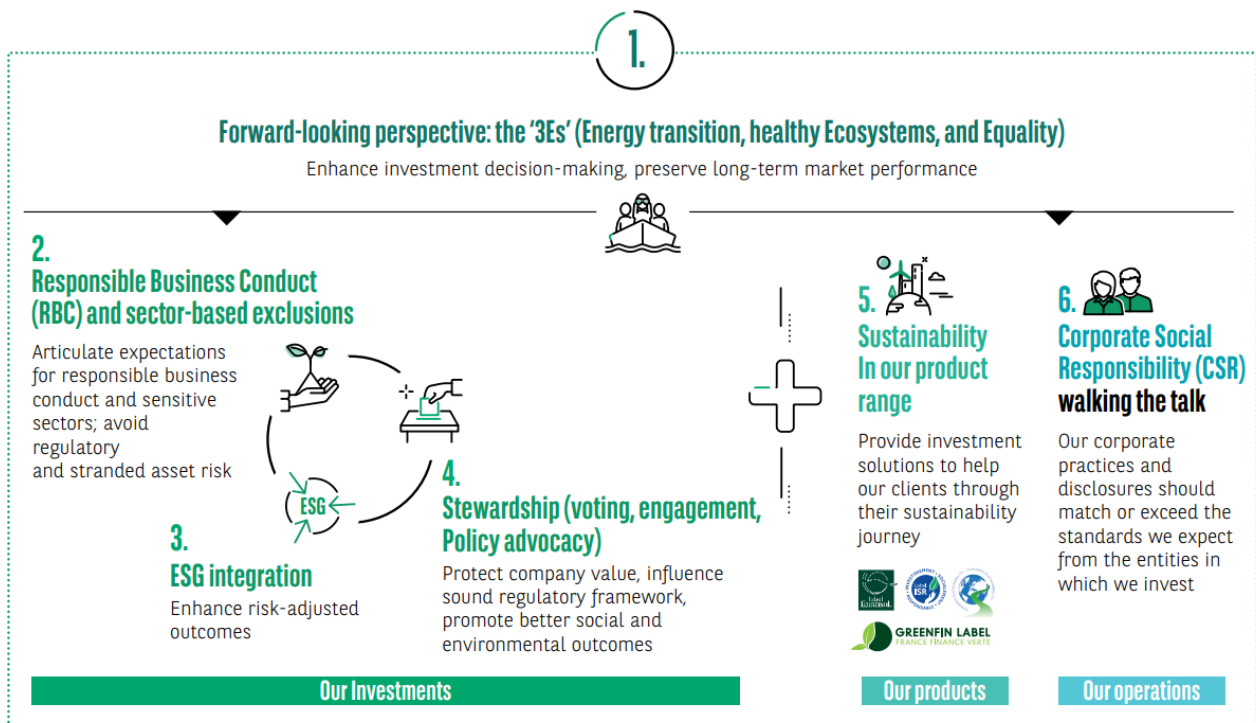 1.
Forward-looking perspective: the '3Es' (Energy transition, healthy Ecosystems, and Equality)
Enhance investment decision-making, preserve long-term market performance
2.
Responsible Business Conduct
(RBC) and sector-based exclusions
Articulate expectations
for responsible business
conduct and sensitive
sectors; avoid
regulatory
and stranded asset risk
ESG
3.
ESG integration
Enhance risk-adjusted
outcomes
4.
Stewardship (voting, engagement,
Policy advocacy)
Protect company value, influence
sound regulatory framework,
promote better social and
environmental outcomes
5.
Sustainability
In our product
range
Provide investment
solutions to help
our clients through
their sustainability
journey
label
finansol
Label
ISR
GREENFIN LABEL
FRANCE FINANCE VERTE
6.
Corporate Social
Responsibility (CSR)
walking the talk
Our corporate
practices and
disclosures should
match or exceed the
standards we expect
from the entities in
which we invest
Our Investments
Our products
Our operations